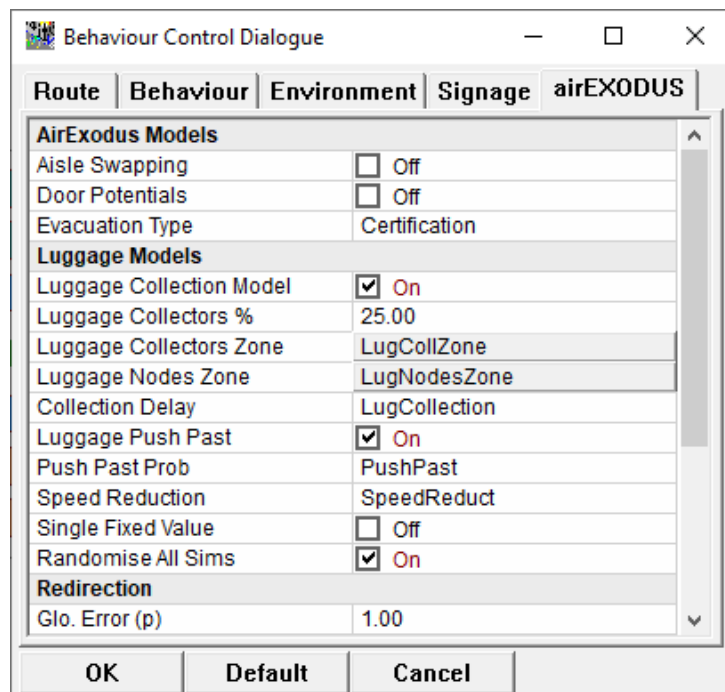 Behaviour Control Dialogue
Route Behaviour Environment Signage airEXODUS
AirExodus Models
Aisle Swapping Off
Door Potentials Off
Evacuation Type Certification
Luggage Models
Luggage Collection Model On
Luggage Collectors % 25.00
Luggage Collectors Zone LugCollZone
Luggage Nodes Zone LugNodesZone
Collection Delay LugCollection
Luggage Push Past On
Push Past Prob PushPast
Speed Reduction SpeedReduct
Single Fixed Value Off
Randomise All Sims On
Redirection
Glo. Error (p) 1.00
OK Default Cancel